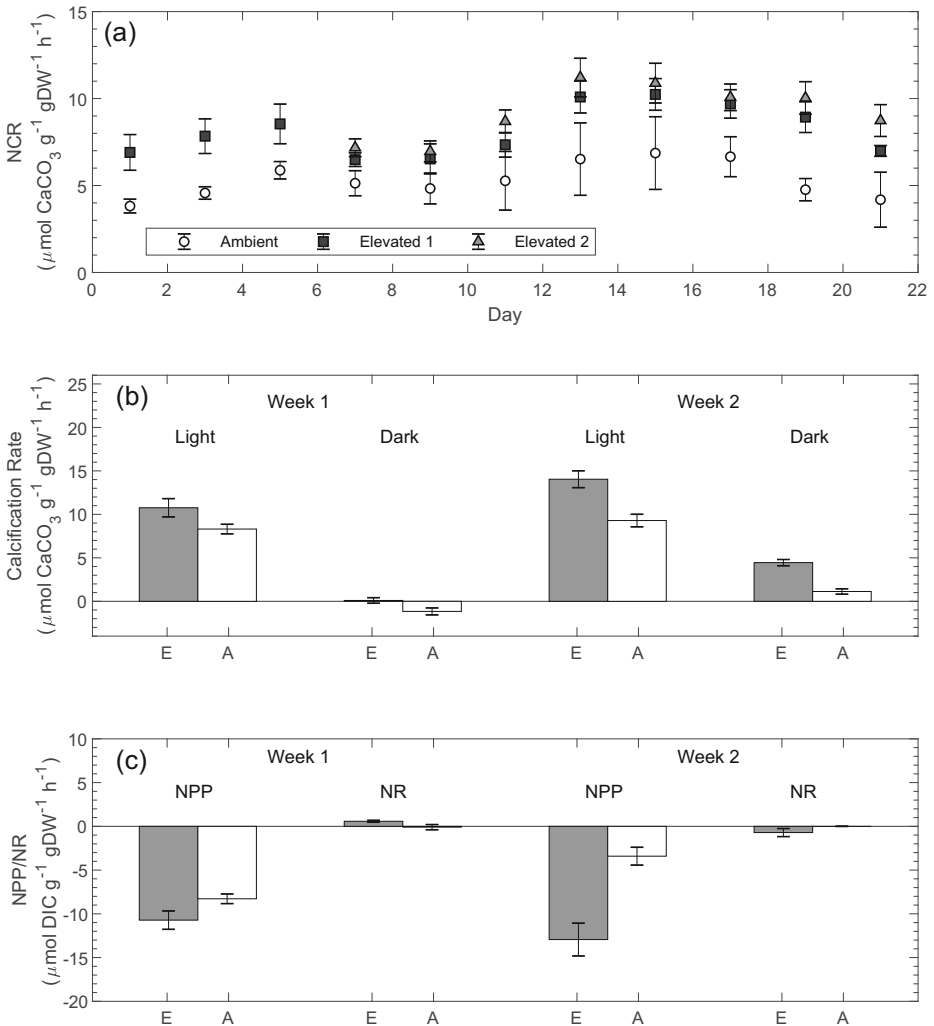 (a)
15
10
5
0
NCR
(μmol CaCO₃ g⁻¹ gDW⁻¹ h⁻¹)
Ambient Elevated 1 Elevated 2
0 2 4 6 8 10 12 14 16 18 20 22
Day
(b)
Week 1 Week 2
Light Dark Light Dark
25
20
15
10
5
0
Calcification Rate
(μmol CaCO₃ g⁻¹ gDW⁻¹ h⁻¹)
E A E A E A E A
(c)
Week 1 Week 2
NPP NR NPP NR
10
5
0
-5
-10
-15
-20
NPP/NR
(μmol DIC g⁻¹ gDW⁻¹ h⁻¹)
E A E A E A E A